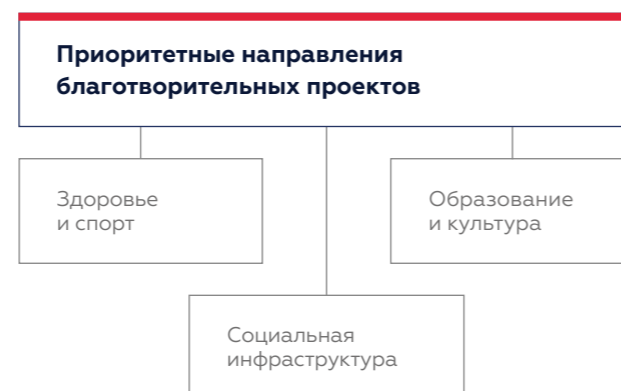 Приоритетные направления
благотворительных проектов
Здоровье
и спорт
Образование
и культура
Социальная
инфраструктура